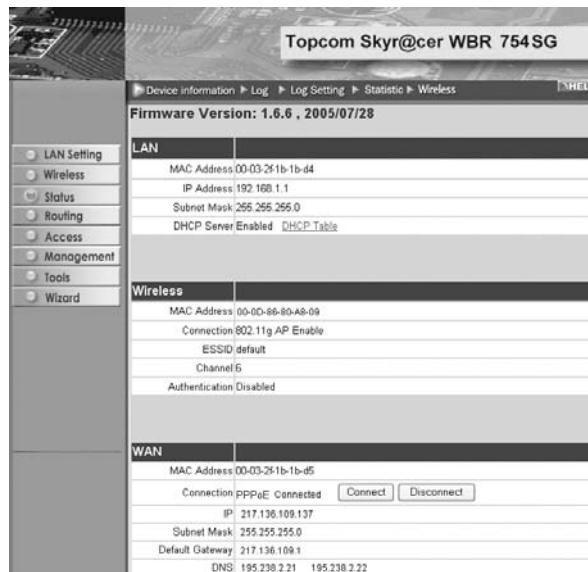 Topcom Skyr@cer WBR 754SG
Device information Log Log Setting Statistic Wireless HEL
Firmware Version: 1.6.6 , 2005/07/28
LAN Setting
Wireless
Status
Routing
Access
Management
Tools
Wizard
LAN
MAC Address 00-03-2f-1b-1b-d4
IP Address 192.168.1.1
Subnet Mask 255.255.255.0
DHCP Server Enabled DHCP Table
Wireless
MAC Address 00-0D-86-80-A8-09
Connection 802.11g AP Enable
ESSID default
Channel 6
Authentication Disabled
WAN
MAC Address 00-03-2f-1b-1b-d5
Connection PPPoE Connected Connect Disconnect
IP 217.136.109.137
Subnet Mask 255.255.255.0
Default Gateway 217.136.109.1
DNS 195.238.2.21 195.238.2.22